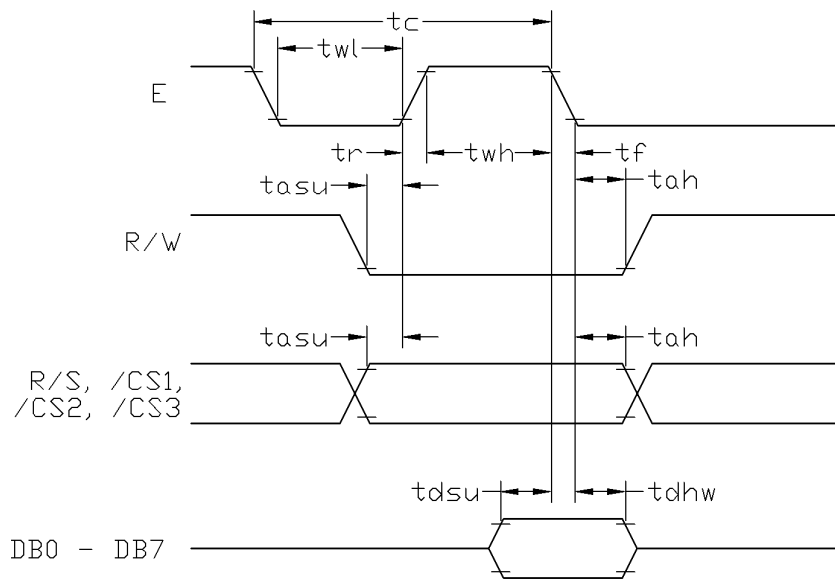 tc
twl
E
tr twh tf
tasu tah
R/W
tasu tah
R/S, /CS1,
/CS2, /CS3
tdsu tdhw
DB0 - DB7